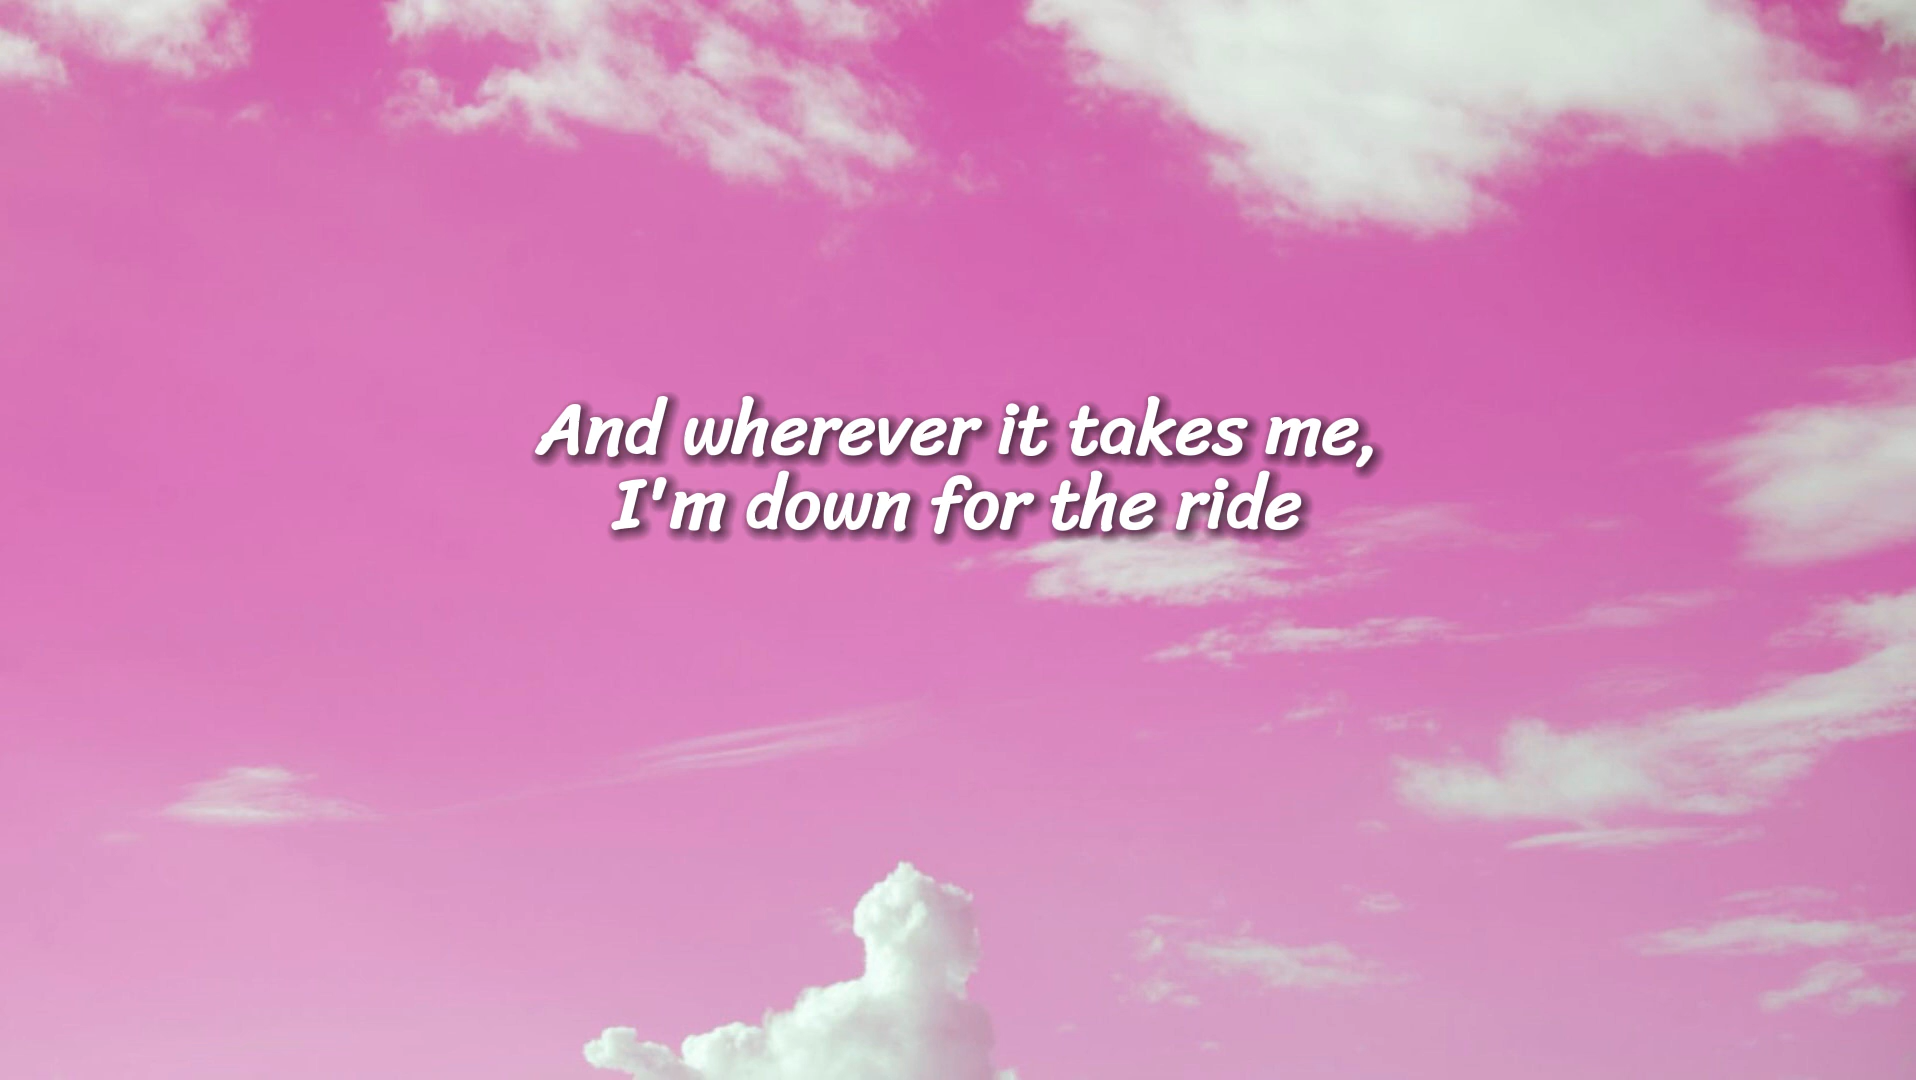 And wherever it takes me,
I'm down for the ride